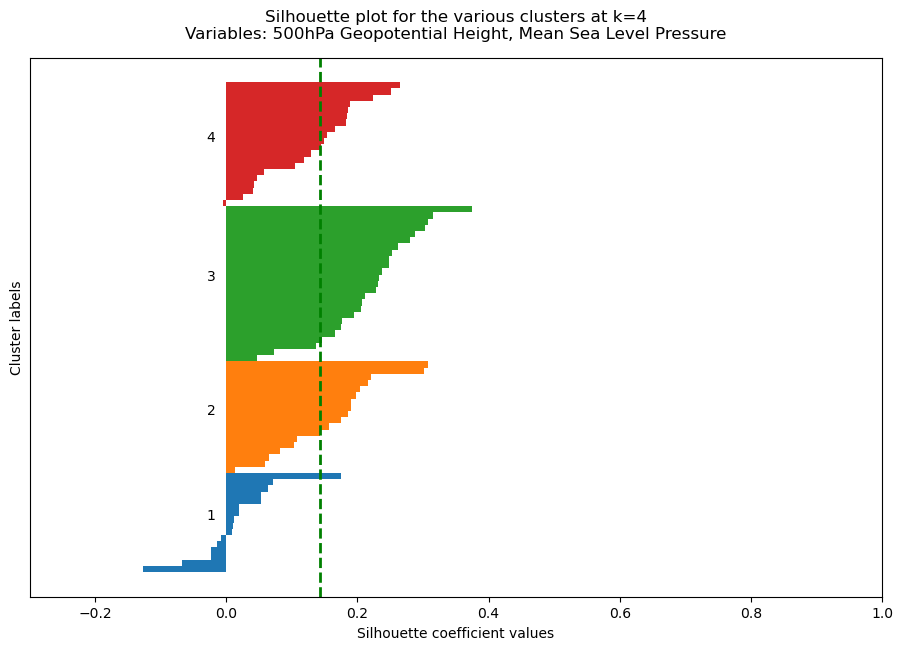 Silhouette plot for the various clusters at k=4
Variables: 500hPa Geopotential Height, Mean Sea Level Pressure
Cluster labels
4
3
2
1
−0.2 0.0 0.2 0.4 0.6 0.8 1.0
Silhouette coefficient values